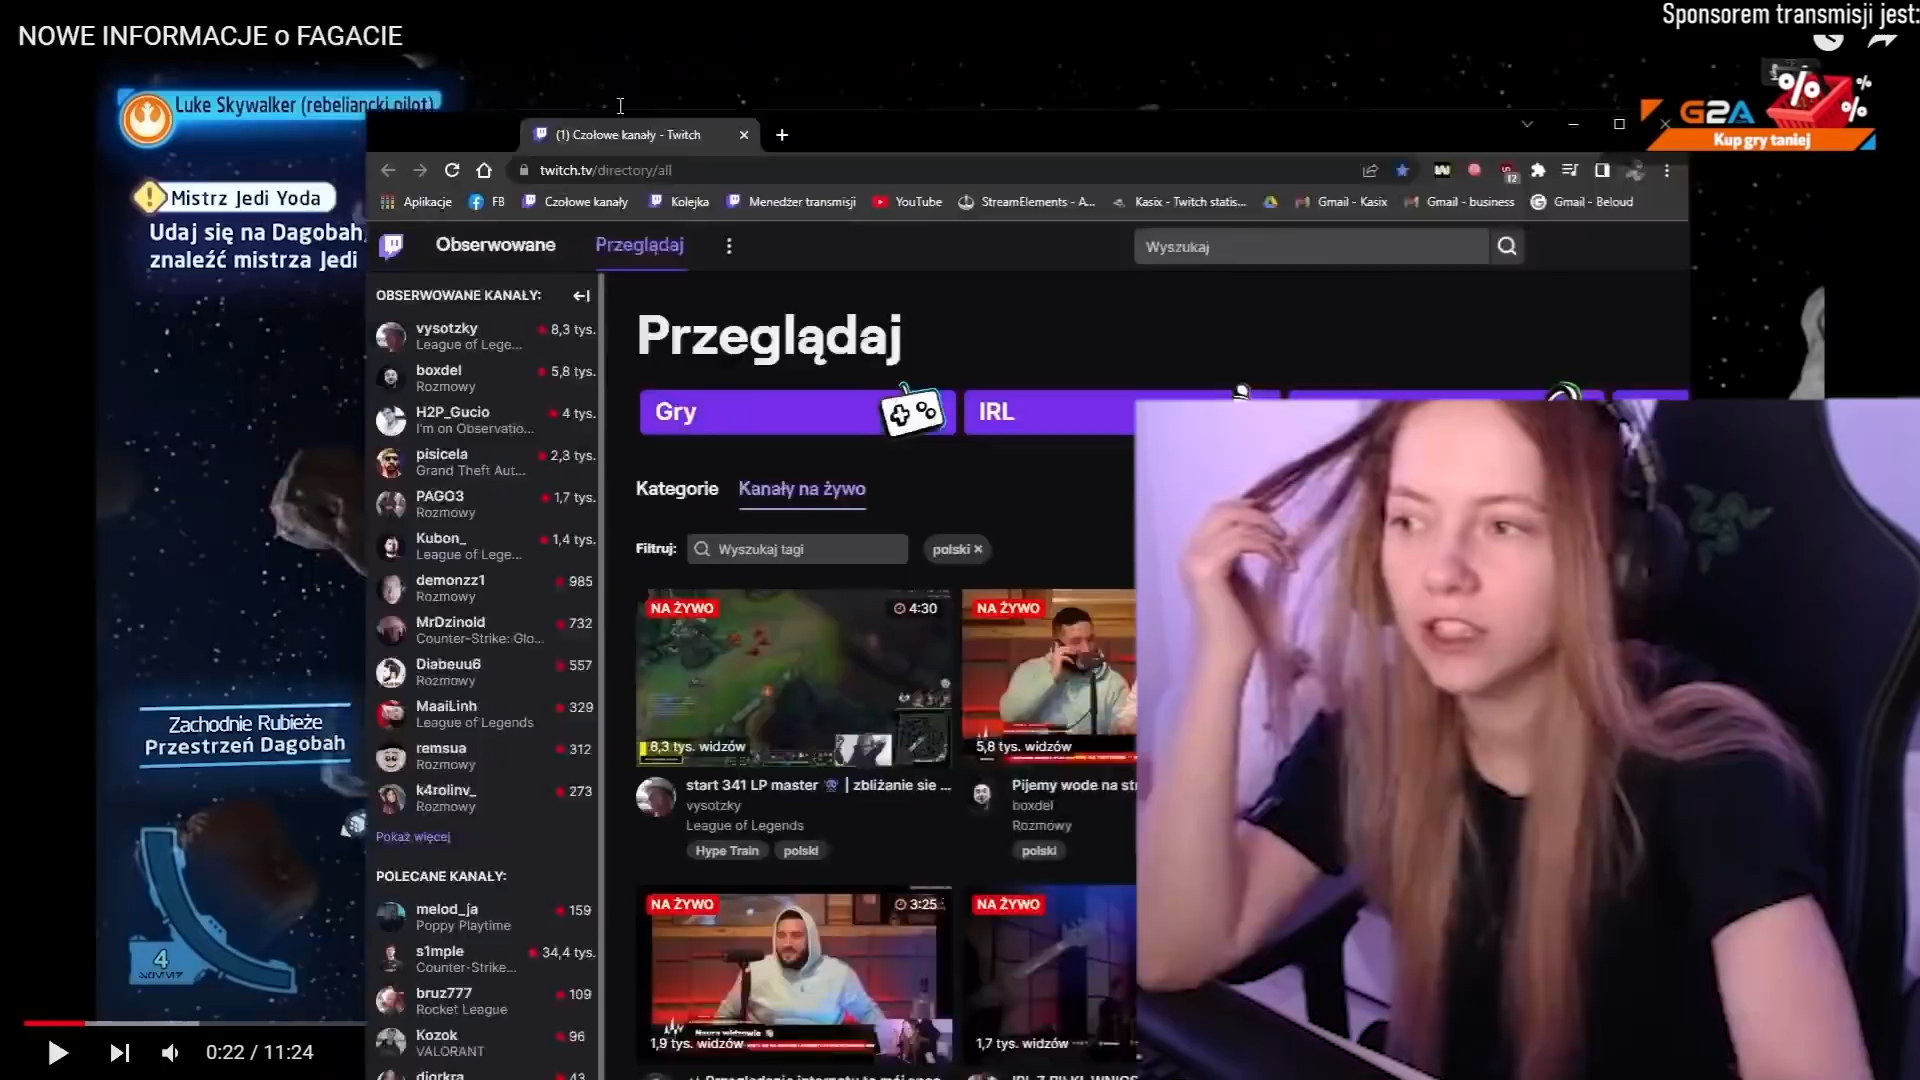 NOWE INFORMACJE o FAGACIE
Sponsorem transmisji jest:
G2A
Kup gry taniej
Luke Skywalker (rebeliancki pilot)
Mistrz Jedi Yoda
Udaj się na Dagobah,
znaleźć mistrza Jedi
Zachodnie Rubieże
Przestrzeń Dagobah
4
(1) Czołowe kanały - Twitch
twitch.tv/directory/all
12
Aplikacje
FB
Czołowe kanały
Kolejka
Menedżer transmisji
YouTube
StreamElements - A...
Kasix - Twitch statis...
Gmail - Kasix
Gmail - business
Gmail - Beloud
Obserwowane
Przeglądaj
Wyszukaj
OBSERWOWANE KANAŁY:
vysotzky 8,3 tys.
League of Lege...
boxdel 5,8 tys.
Rozmowy
H2P_Gucio 4 tys.
I'm on Observatio...
pisicela 2,3 tys.
Grand Theft Aut...
PAGO3 1,7 tys.
Rozmowy
Kubon_ 1,4 tys.
League of Lege...
demonzz1 985
Rozmowy
MrDzinold 732
Counter-Strike: Glo...
Diabeuu6 557
Rozmowy
MaaiLinh 329
League of Legends
remsua 312
Rozmowy
k4rolinv_ 273
Rozmowy
Pokaż więcej
POLECANE KANAŁY:
melod_ja 159
Poppy Playtime
s1mple 34,4 tys.
Counter-Strike...
bruz777 109
Rocket League
Kozok 96
VALORANT
diorkra 43
Przeglądaj
Gry
IRL
Kategorie
Kanały na żywo
Filtruj:
Wyszukaj tagi
polski ×
NA ŻYWO
4:30
8,3 tys. widzów
start 341 LP master | zbliżanie sie ...
vysotzky
League of Legends
Hype Train
polski
NA ŻYWO
5,8 tys. widzów
Pijemy wode na str
boxdel
Rozmowy
polski
NA ŻYWO
3:25
1,9 tys. widzów
NA ŻYWO
1,7 tys. widzów
0:22 / 11:24